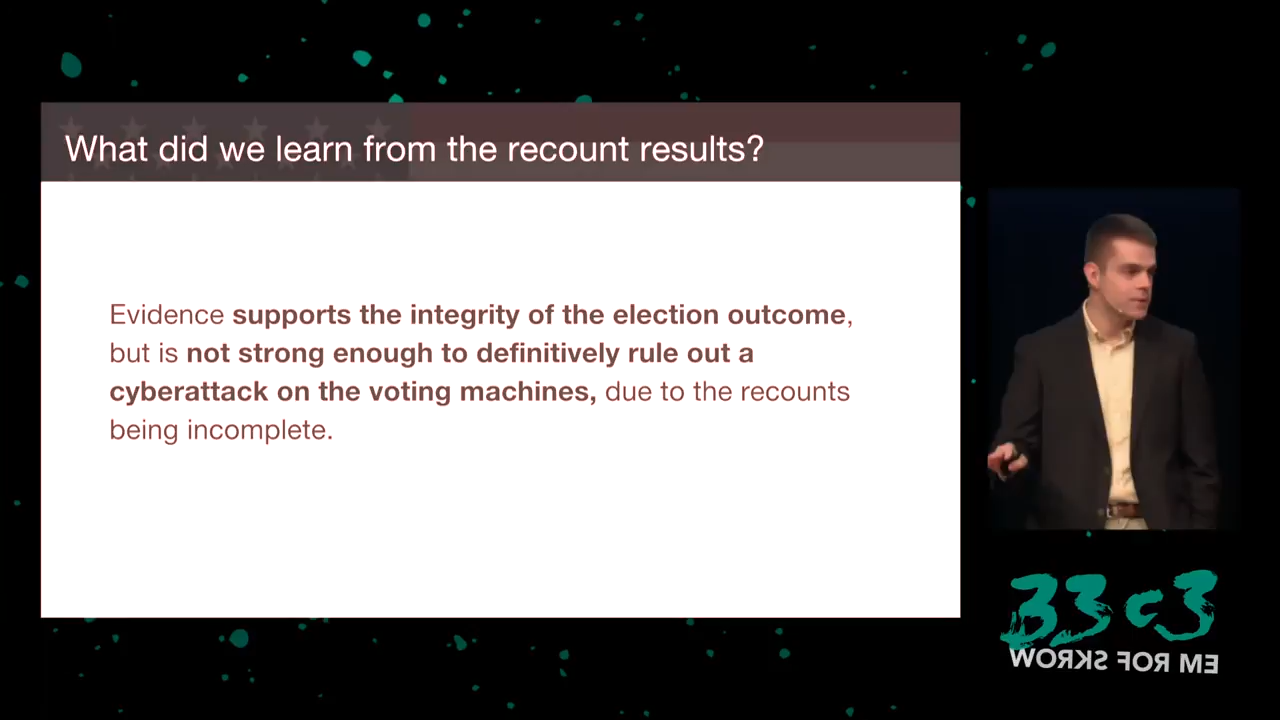 What did we learn from the recount results?
Evidence supports the integrity of the election outcome,
but is not strong enough to definitively rule out a
cyberattack on the voting machines, due to the recounts
being incomplete.
33c3
WORKS FOR ME